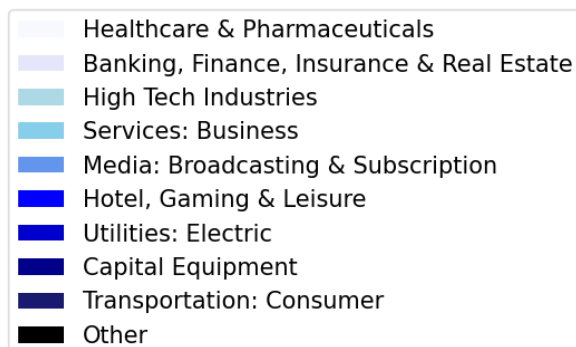 Healthcare & Pharmaceuticals
Banking, Finance, Insurance & Real Estate
High Tech Industries
Services: Business
Media: Broadcasting & Subscription
Hotel, Gaming & Leisure
Utilities: Electric
Capital Equipment
Transportation: Consumer
Other